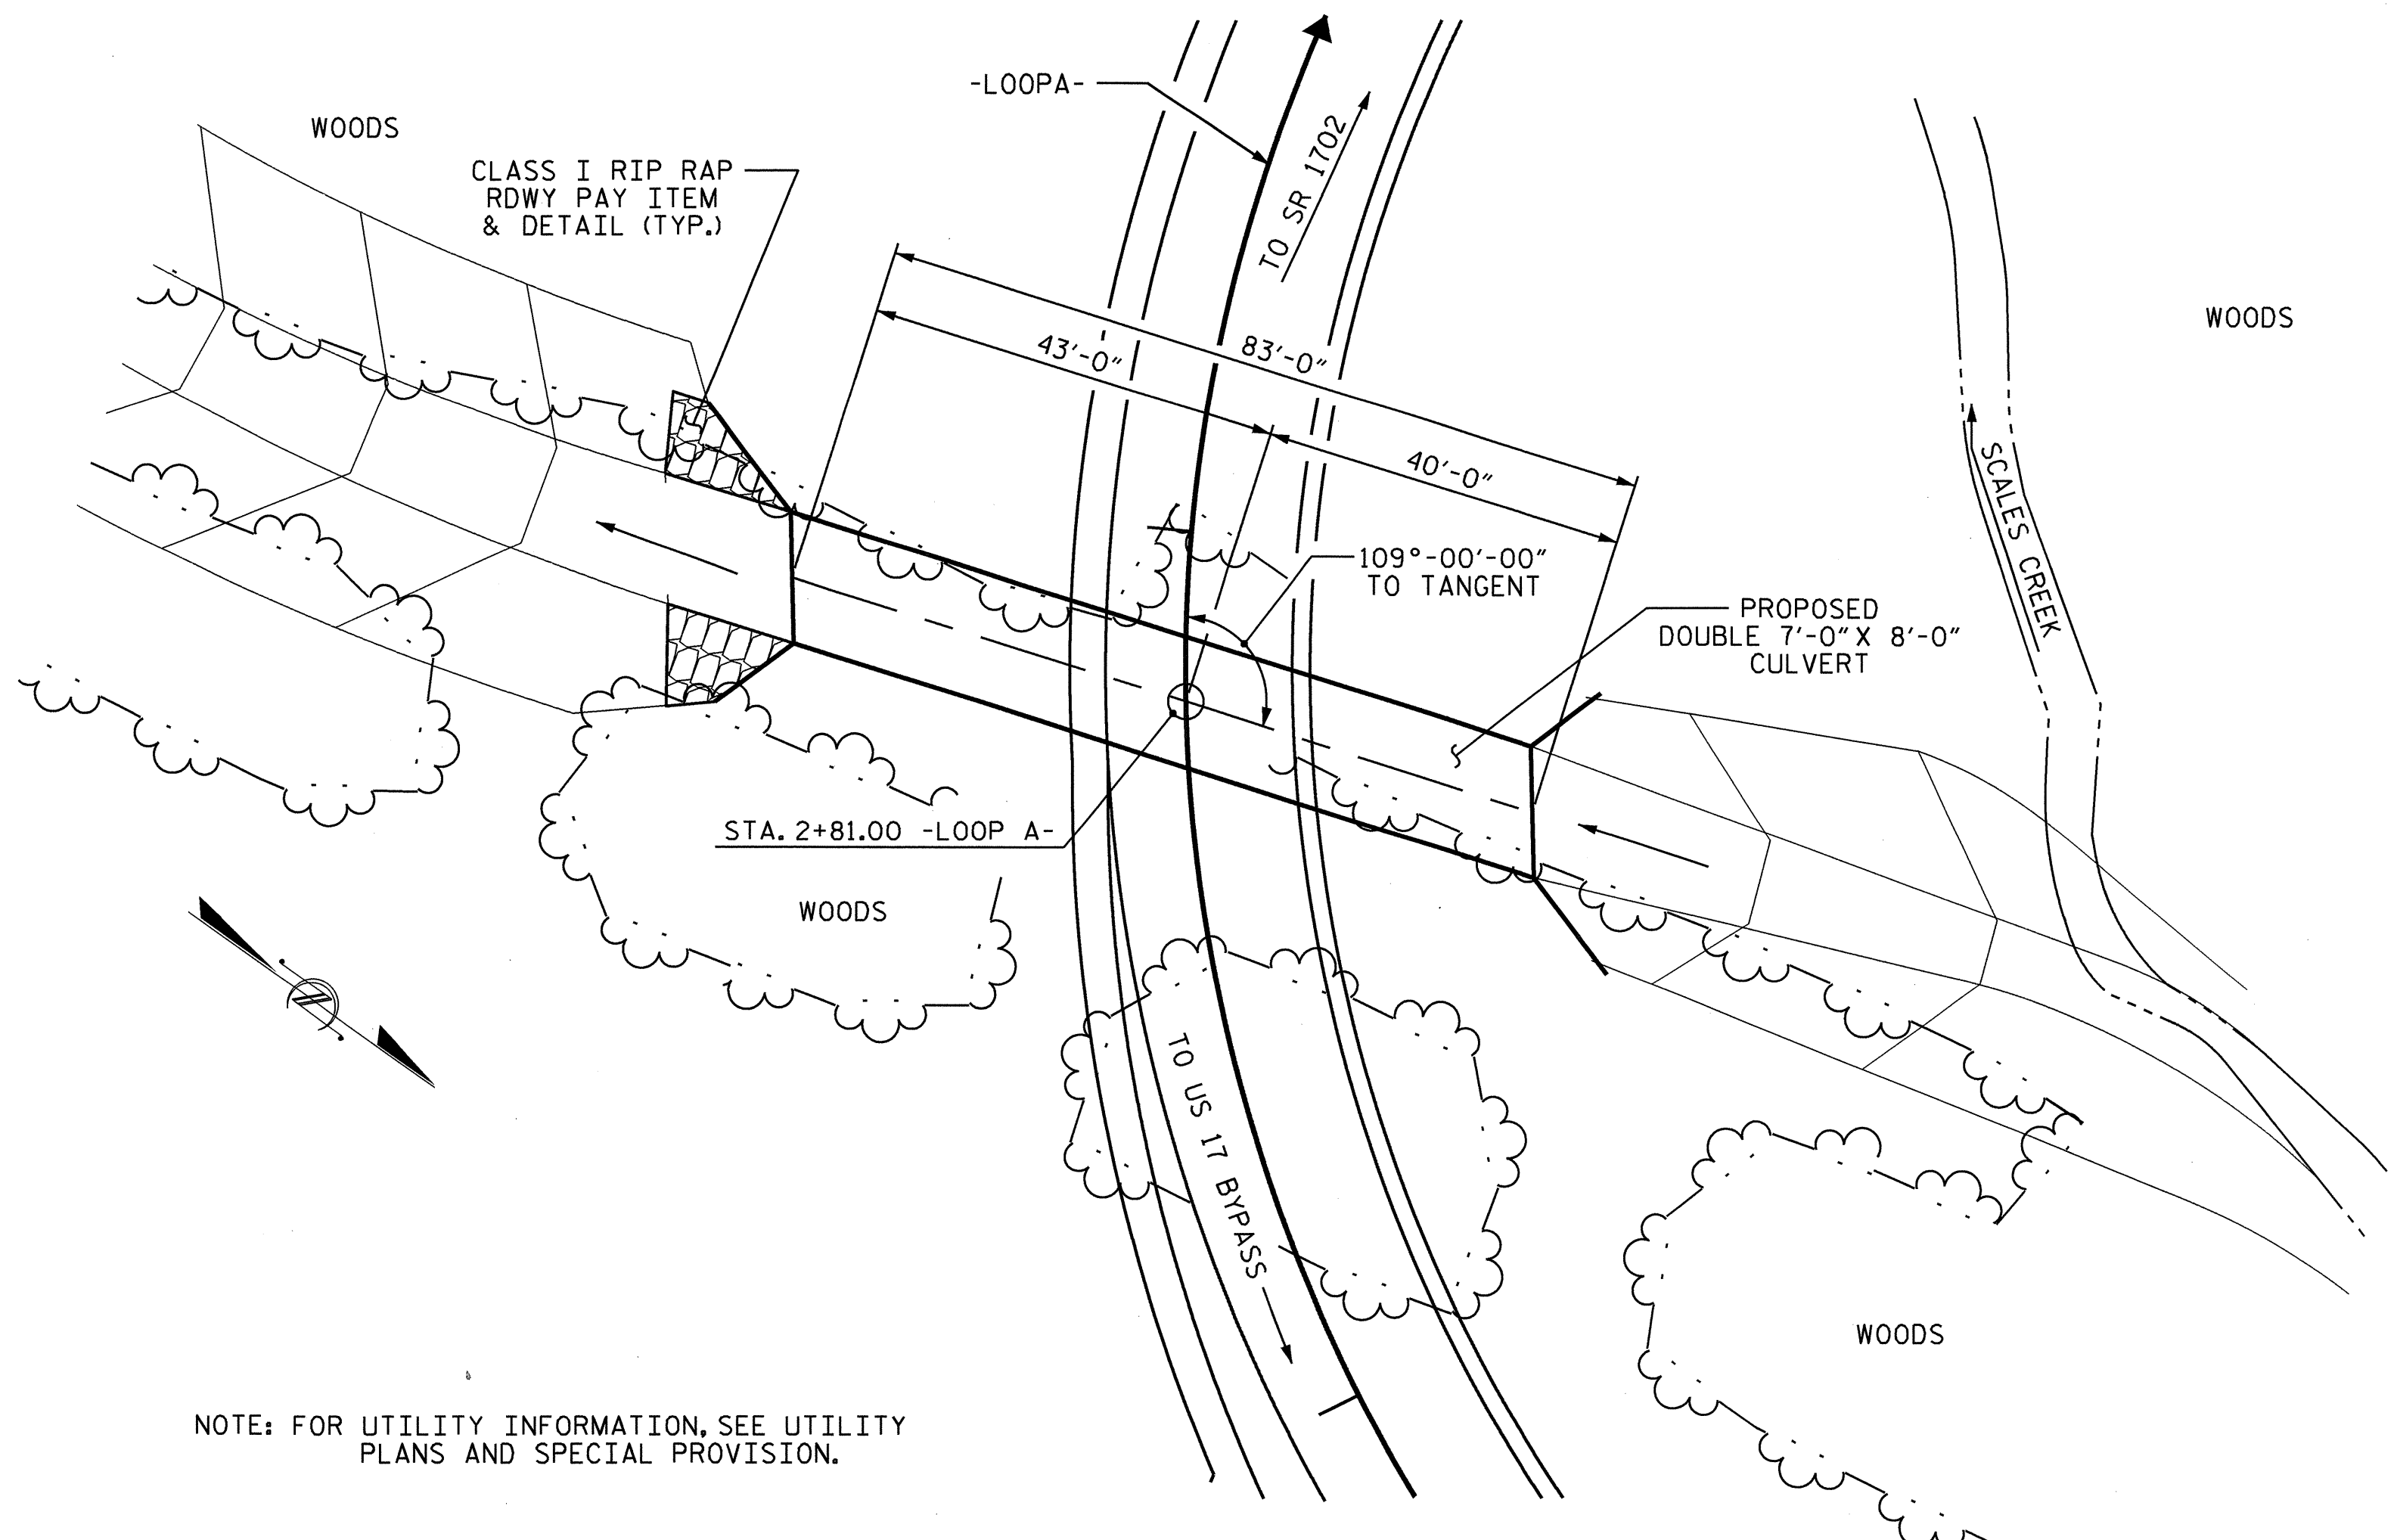 -LOOPA-
WOODS
CLASS I RIP RAP
RDWY PAY ITEM
& DETAIL (TYP.)
TO SR 1702
WOODS
43'-0"
83'-0"
40'-0"
SCALES CREEK
109°-00'-00"
TO TANGENT
PROPOSED
DOUBLE 7'-0" X 8'-0"
CULVERT
STA. 2+81.00 -LOOP A-
WOODS
TO US 17 BYPASS
WOODS
NOTE: FOR UTILITY INFORMATION, SEE UTILITY
PLANS AND SPECIAL PROVISION.